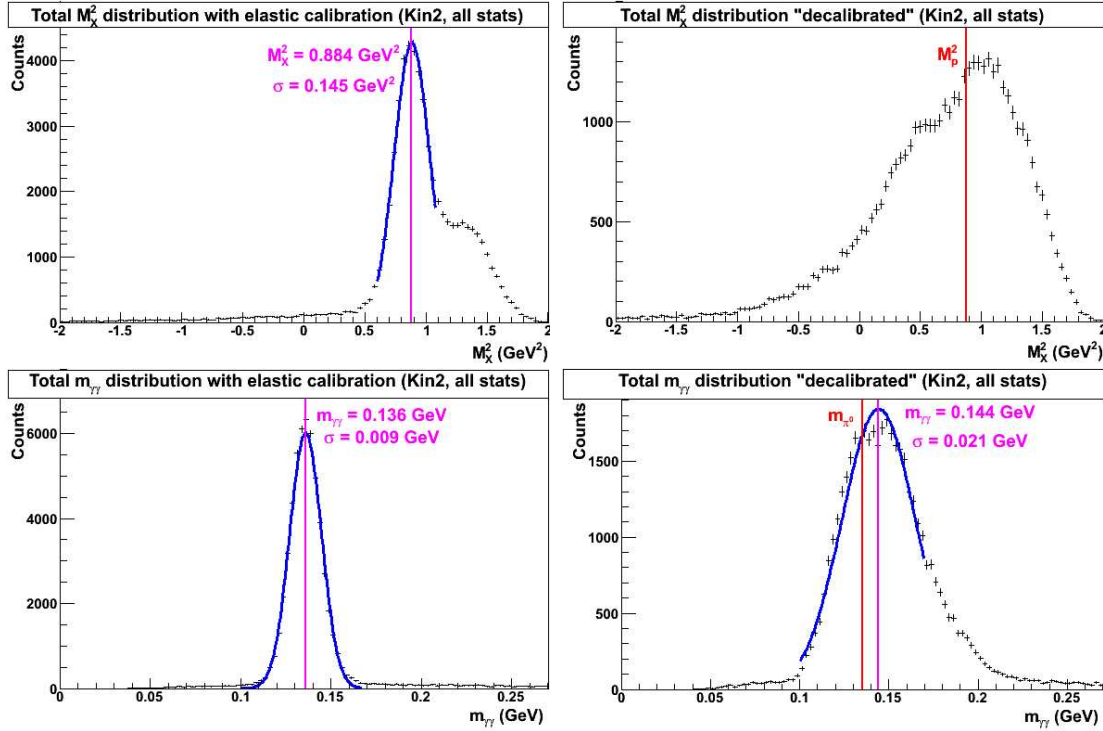 Total M_X^2 distribution with elastic calibration (Kin2, all stats)
Counts
4000
3000
2000
1000
0
M_X^2 = 0.884 GeV^2
σ = 0.145 GeV^2
-2 -1.5 -1 -0.5 0 0.5 1 1.5 2
M_X^2 (GeV^2)
Total M_X^2 distribution "decalibrated" (Kin2, all stats)
Counts
1000
500
0
M_p^2
-2 -1.5 -1 -0.5 0 0.5 1 1.5 2
M_X^2 (GeV^2)
Total m_γγ distribution with elastic calibration (Kin2, all stats)
Counts
6000
4000
2000
0
m_γγ = 0.136 GeV
σ = 0.009 GeV
0 0.05 0.1 0.15 0.2 0.25
m_γγ (GeV)
Total m_γγ distribution "decalibrated" (Kin2, all stats)
Counts
1500
1000
500
0
m_π⁰
m_γγ = 0.144 GeV
σ = 0.021 GeV
0 0.05 0.1 0.15 0.2 0.25
m_γγ (GeV)